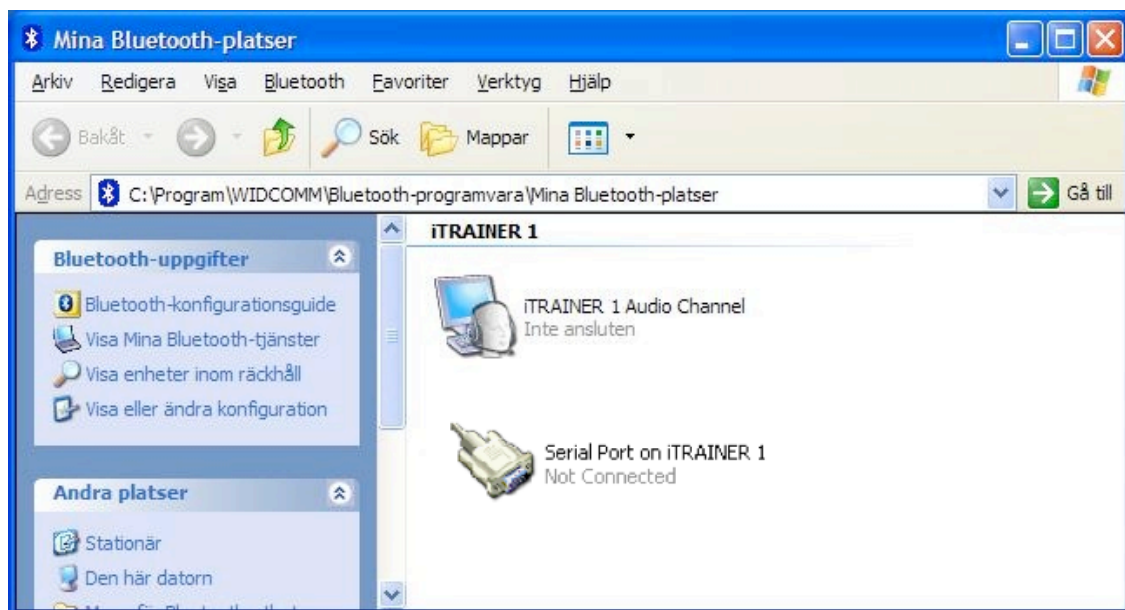 Mina Bluetooth-platser
Arkiv Redigera Visa Bluetooth Favoriter Verktyg Hjälp
Bakåt Sök Mappar
Adress C:\Program\WIDCOMM\Bluetooth-programvara\Mina Bluetooth-platser Gå till
iTRAINER 1
Bluetooth-uppgifter
Bluetooth-konfigurationsguide
Visa Mina Bluetooth-tjänster
Visa enheter inom räckhåll
Visa eller ändra konfiguration
iTRAINER 1 Audio Channel
Inte ansluten
Serial Port on iTRAINER 1
Not Connected
Andra platser
Stationär
Den här datorn